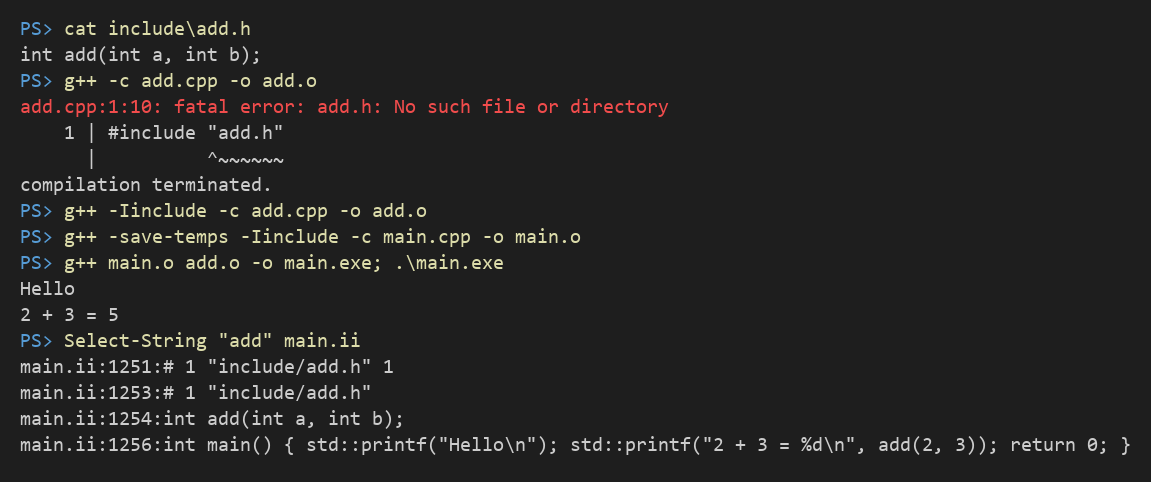 PS> cat include\add.h
int add(int a, int b);
PS> g++ -c add.cpp -o add.o
add.cpp:1:10: fatal error: add.h: No such file or directory
    1 | #include "add.h"
      |          ^~~~~~~
compilation terminated.
PS> g++ -Iinclude -c add.cpp -o add.o
PS> g++ -save-temps -Iinclude -c main.cpp -o main.o
PS> g++ main.o add.o -o main.exe; .\main.exe
Hello
2 + 3 = 5
PS> Select-String "add" main.ii
main.ii:1251:# 1 "include/add.h" 1
main.ii:1253:# 1 "include/add.h"
main.ii:1254:int add(int a, int b);
main.ii:1256:int main() { std::printf("Hello\n"); std::printf("2 + 3 = %d\n", add(2, 3)); return 0; }